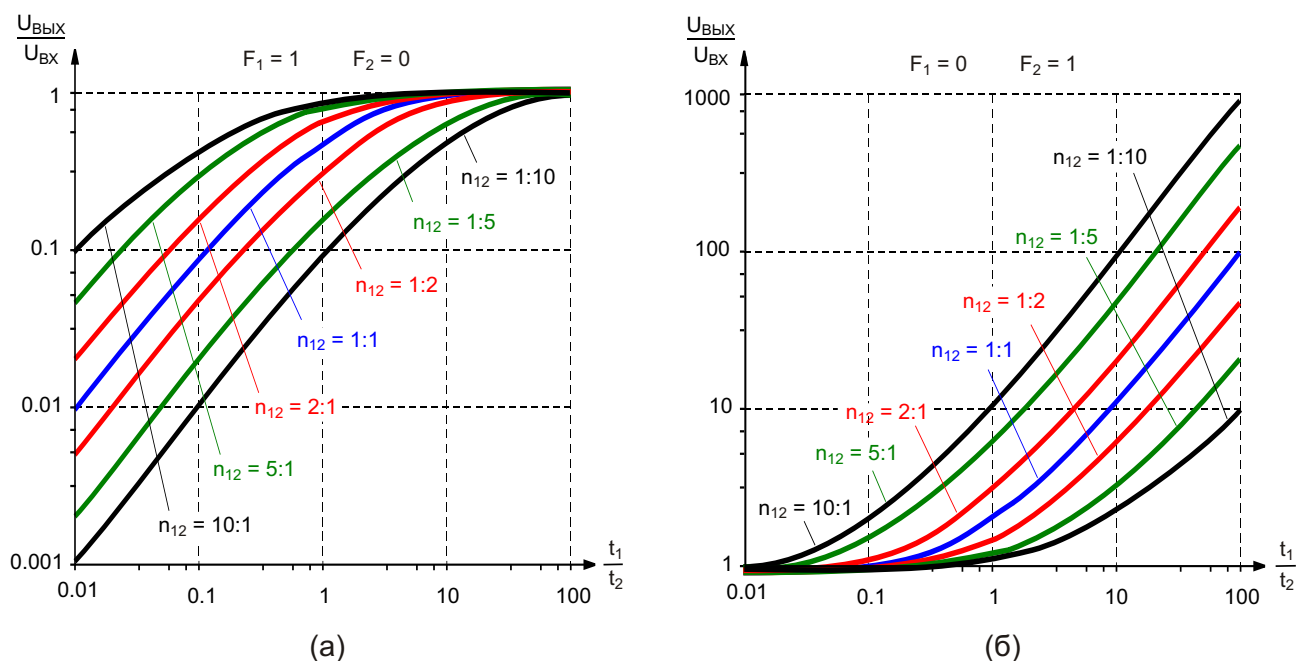 U_ВЫХ
U_ВХ
F₁ = 1 F₂ = 0
1
0.1
0.01
0.001
n₁₂ = 1:10
n₁₂ = 1:5
n₁₂ = 1:2
n₁₂ = 1:1
n₁₂ = 2:1
n₁₂ = 5:1
n₁₂ = 10:1
t₁
t₂
0.01 0.1 1 10 100
(а)
U_ВЫХ
U_ВХ
F₁ = 0 F₂ = 1
1000
100
10
1
n₁₂ = 1:10
n₁₂ = 1:5
n₁₂ = 1:2
n₁₂ = 1:1
n₁₂ = 2:1
n₁₂ = 5:1
n₁₂ = 10:1
t₁
t₂
0.01 0.1 1 10 100
(б)